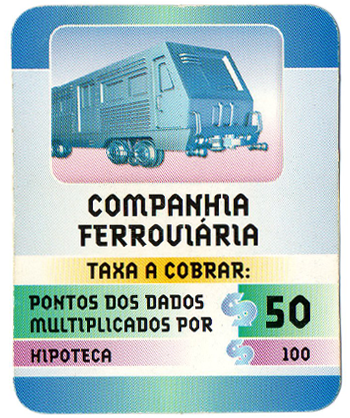 COMPANHIA
FERROVIÁRIA
TAXA A COBRAR:
PONTOS DOS DADOS
MULTIPLICADOS POR $ 50
HIPOTECA $ 100